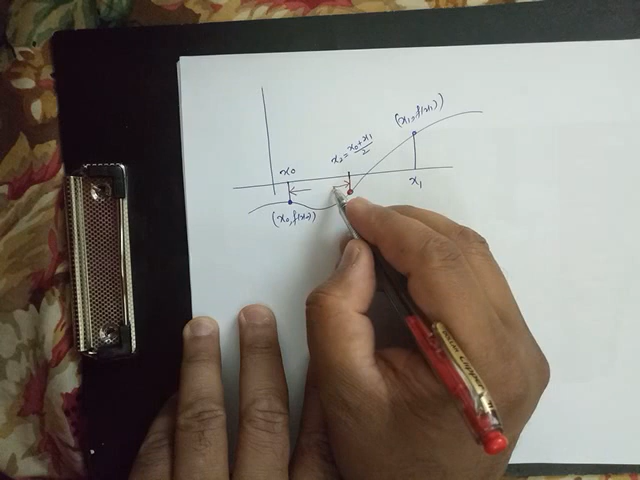 (x₁, f(x₁))
x₂ = x₀+x₁/2
x₀
x₁
(x₀, f(x₀))